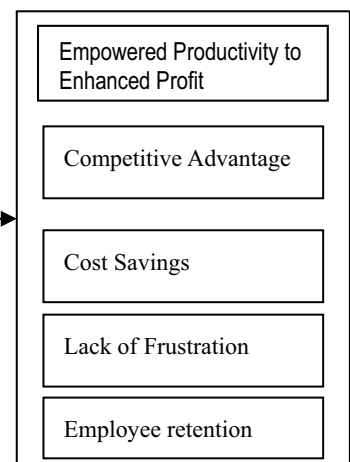 Empowered Productivity to
Enhanced Profit
Competitive Advantage
Cost Savings
Lack of Frustration
Employee retention